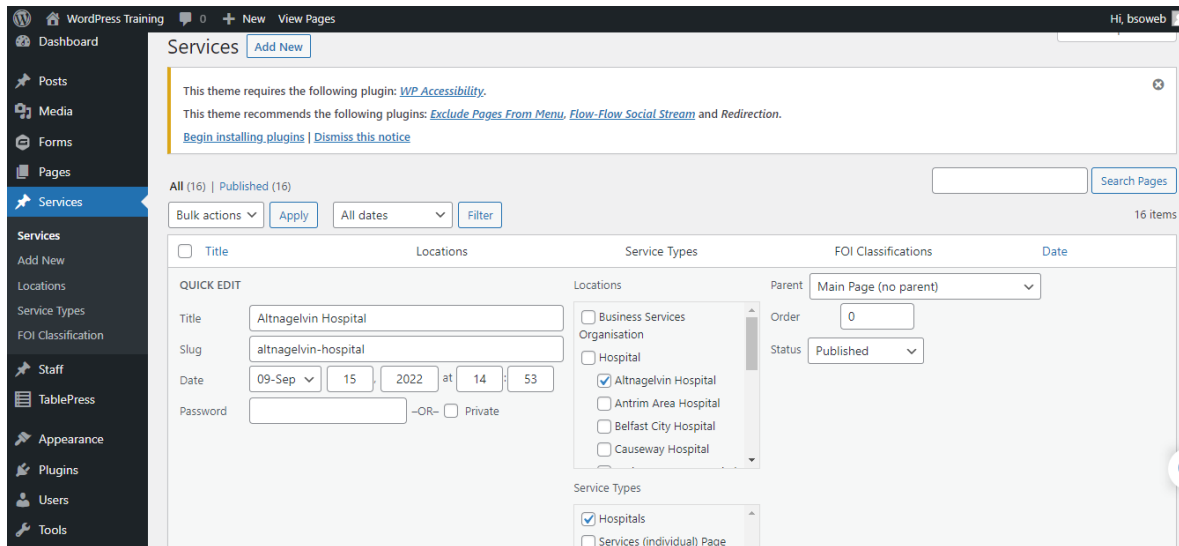 WordPress Training 0 New View Pages Hi, bsoweb
Dashboard
Posts
Media
Forms
Pages
Services
Services
Add New
Locations
Service Types
FOI Classification
Staff
TablePress
Appearance
Plugins
Users
Tools
Services Add New
This theme requires the following plugin: WP Accessibility.
This theme recommends the following plugins: Exclude Pages From Menu, Flow-Flow Social Stream and Redirection.
Begin installing plugins | Dismiss this notice
All (16) | Published (16)
Search Pages
Bulk actions Apply All dates Filter 16 items
Title Locations Service Types FOI Classifications Date
QUICK EDIT
Title Altnagelvin Hospital
Slug altnagelvin-hospital
Date 09-Sep 15 , 2022 at 14 : 53
Password –OR– Private
Locations
Business Services
Organisation
Hospital
Altnagelvin Hospital
Antrim Area Hospital
Belfast City Hospital
Causeway Hospital
Service Types
Hospitals
Services (individual) Page
Parent Main Page (no parent)
Order 0
Status Published